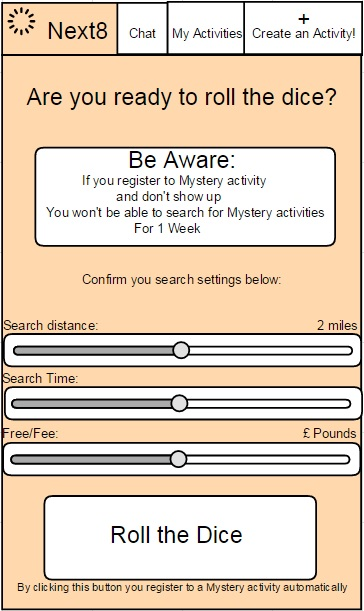 Next8
Chat
My Activities
+
Create an Activity!
Are you ready to roll the dice?
Be Aware:
If you register to Mystery activity
and don't show up
You won't be able to search for Mystery activities
For 1 Week
Confirm you search settings below:
Search distance: 2 miles
Search Time:
Free/Fee: £ Pounds
Roll the Dice
By clicking this button you register to a Mystery activity automatically